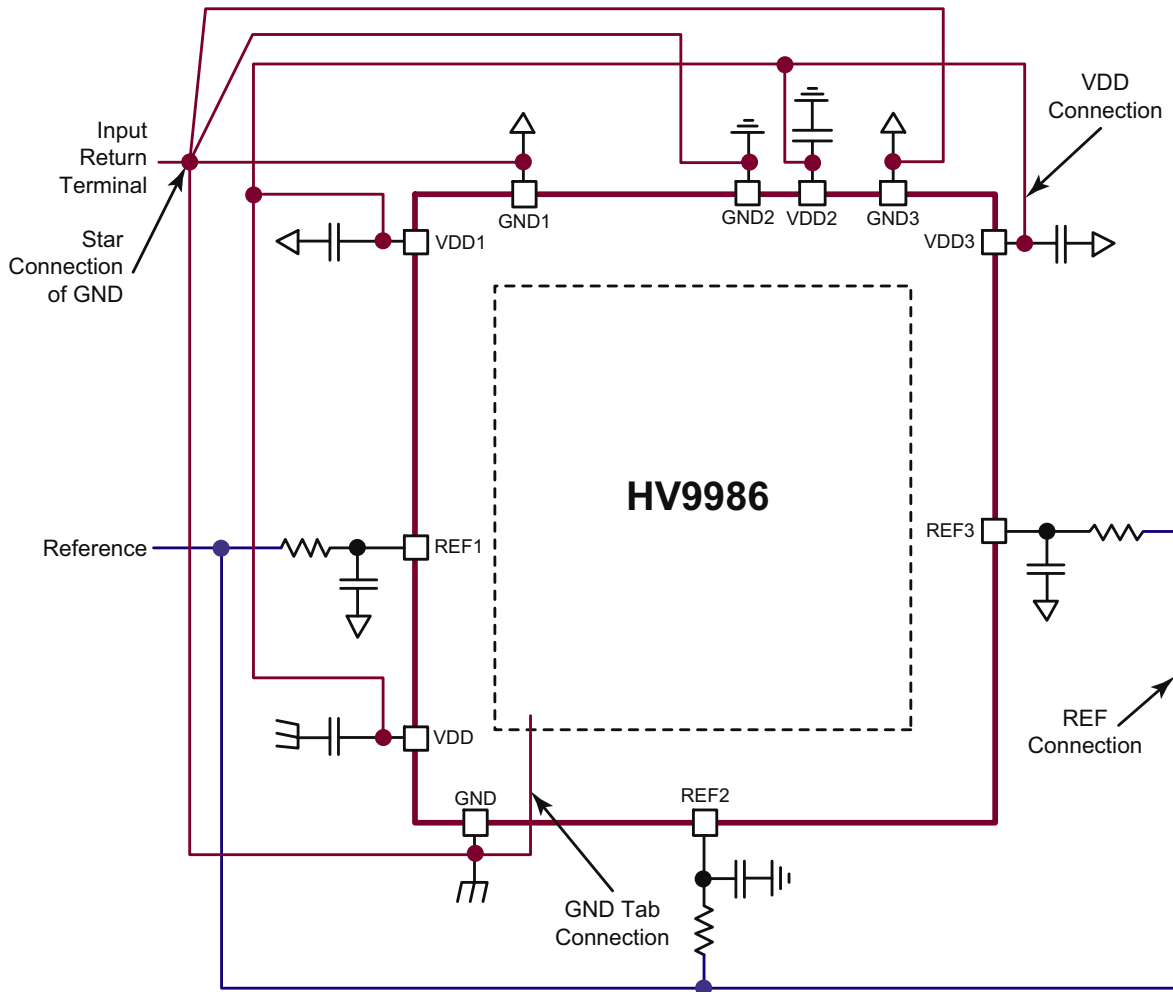 VDD
Connection
Input
Return
Terminal
GND1
GND2
VDD2
GND3
Star
Connection
of GND
VDD1
VDD3
HV9986
Reference
REF1
REF3
VDD
REF
Connection
GND
REF2
GND Tab
Connection